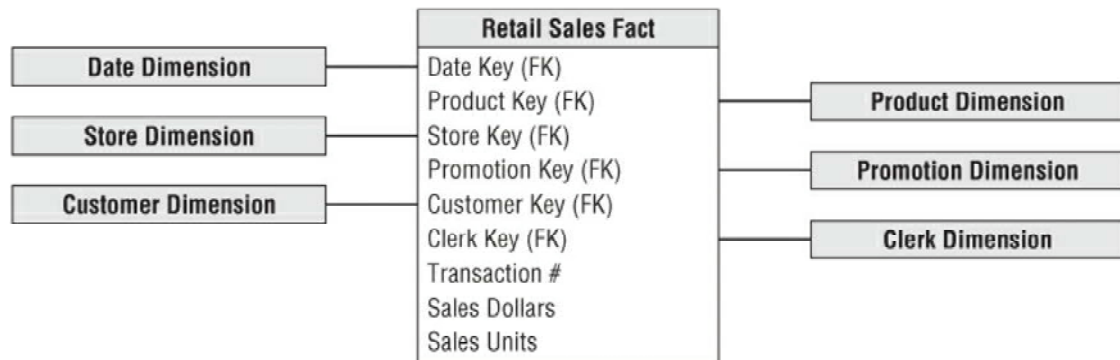 Retail Sales Fact
Date Dimension
Store Dimension
Customer Dimension
Date Key (FK)
Product Key (FK)
Store Key (FK)
Promotion Key (FK)
Customer Key (FK)
Clerk Key (FK)
Transaction #
Sales Dollars
Sales Units
Product Dimension
Promotion Dimension
Clerk Dimension